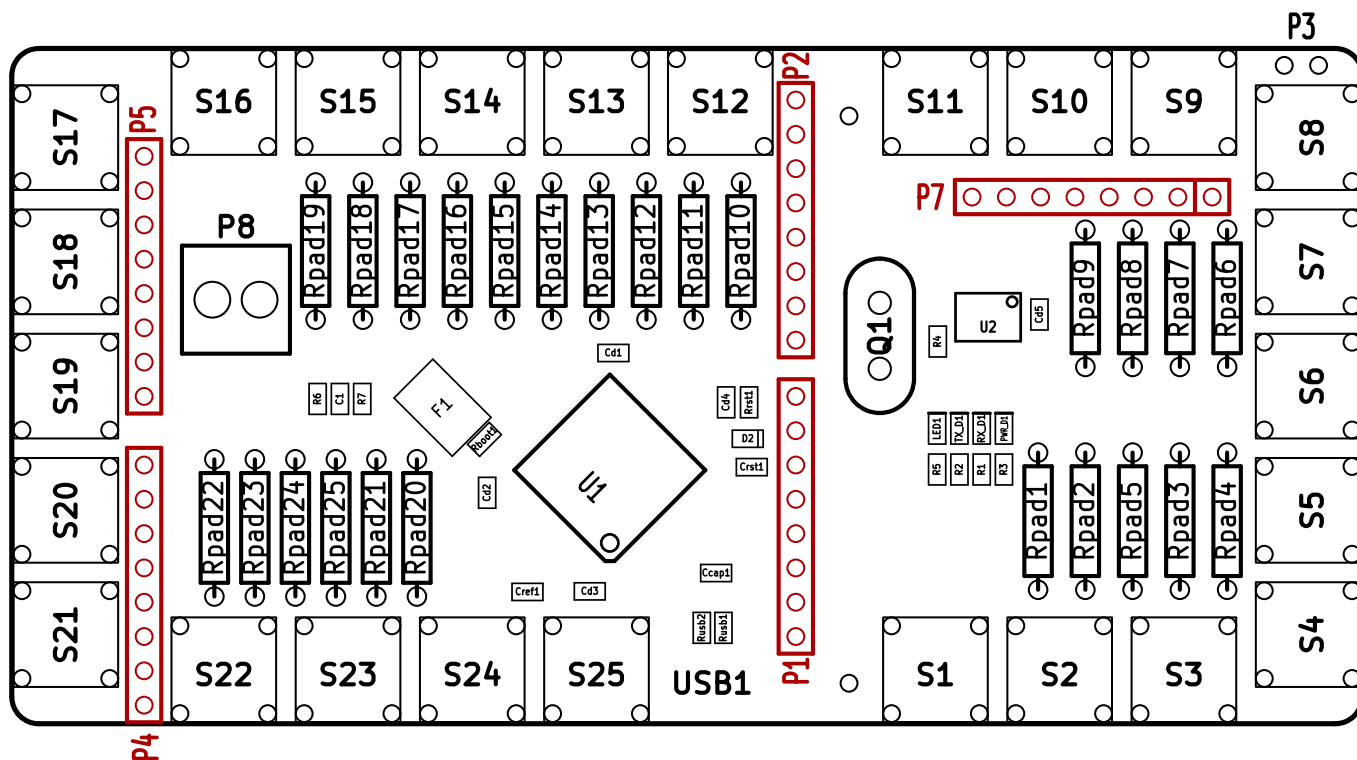 P3
S16
S15
S14
S13
S12
P2
S11
S10
S9
S17
P5
S8
P7
Rpad19
Rpad18
Rpad17
Rpad16
Rpad15
Rpad14
Rpad13
Rpad12
Rpad11
Rpad10
P8
S18
S7
Rpad9
Rpad8
Rpad7
Rpad6
Q1
U2
Cd5
R4
Cd1
S19
S6
R6
C1
R7
F1
Rboot1
Cd4
Rrst1
D2
Crst1
LED1
TX_D1
RX_D1
PWR_D1
R5
R2
R1
R3
Cd2
U1
S20
S5
Rpad22
Rpad23
Rpad24
Rpad25
Rpad21
Rpad20
Rpad1
Rpad2
Rpad5
Rpad3
Rpad4
Ccap1
Cref1
Cd3
Rusb2
Rusb1
S21
S4
S22
S23
S24
S25
USB1
P1
S1
S2
S3
P4